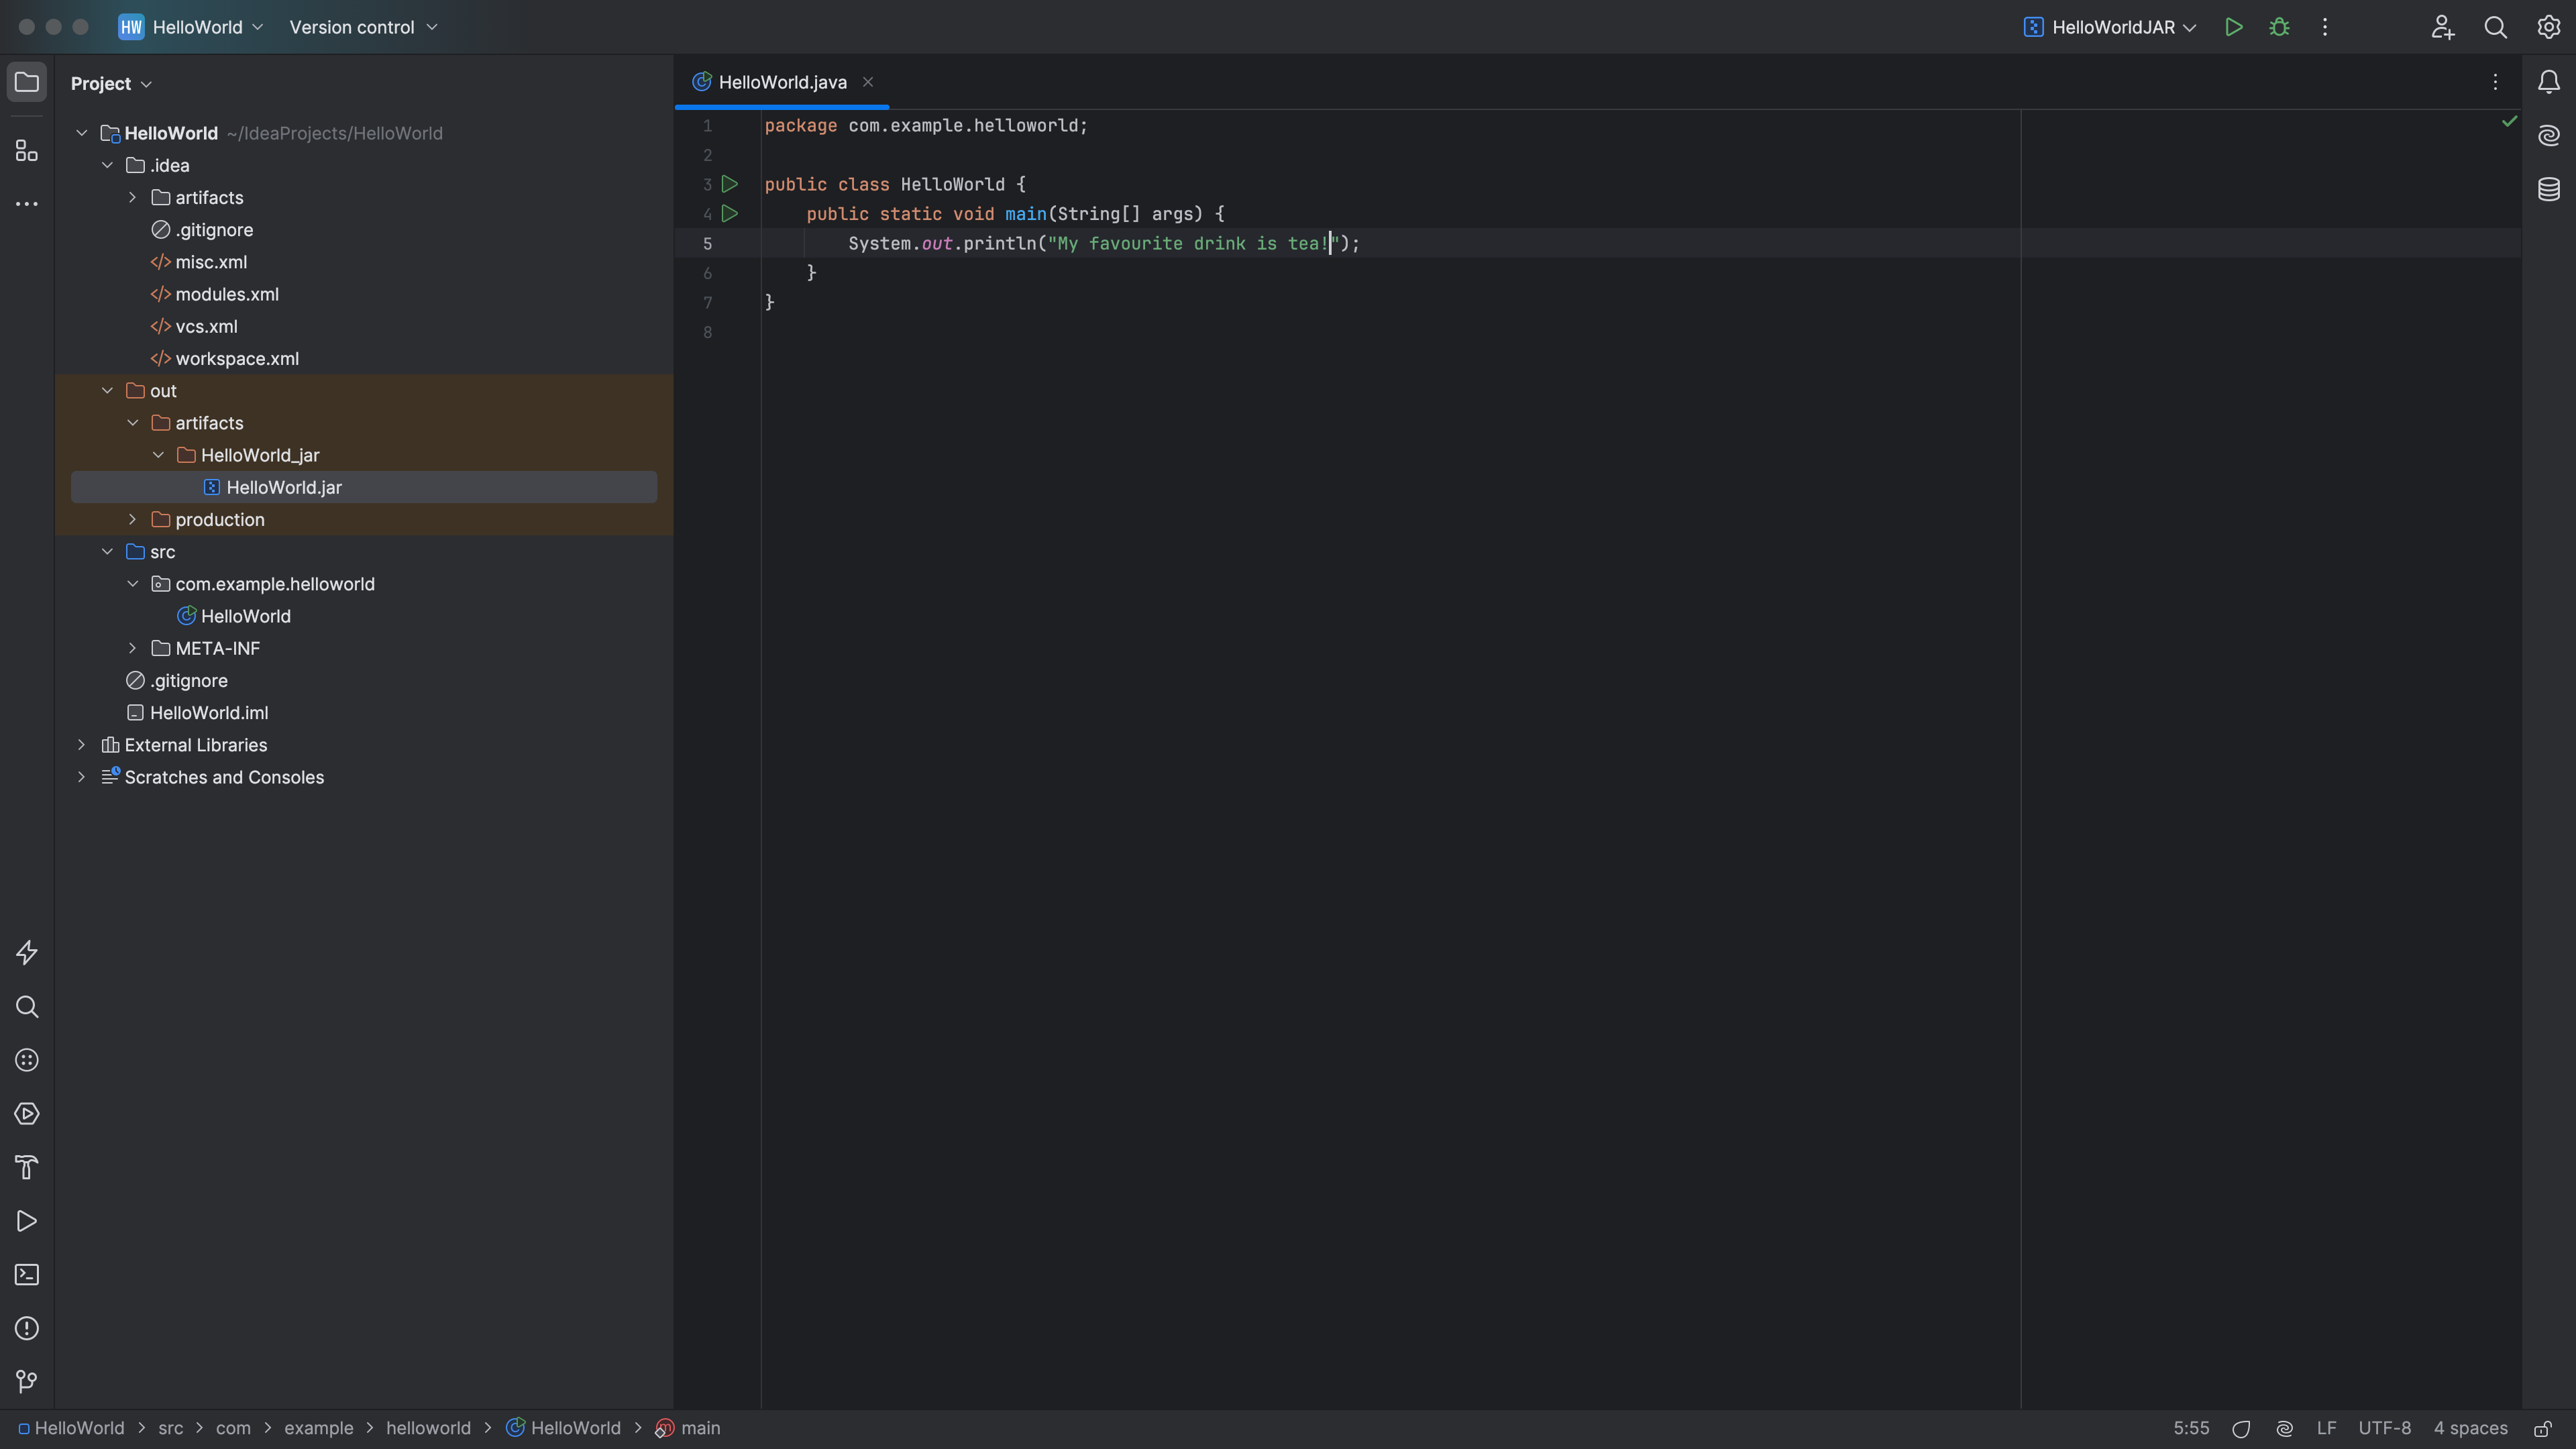 HW HelloWorld Version control HelloWorldJAR
Project
HelloWorld ~/IdeaProjects/HelloWorld
.idea
artifacts
.gitignore
misc.xml
modules.xml
vcs.xml
workspace.xml
out
artifacts
HelloWorld_jar
HelloWorld.jar
production
src
com.example.helloworld
HelloWorld
META-INF
.gitignore
HelloWorld.iml
External Libraries
Scratches and Consoles
HelloWorld.java
1 package com.example.helloworld;
2
3 public class HelloWorld {
4 public static void main(String[] args) {
5 System.out.println("My favourite drink is tea!");
6 }
7 }
8
HelloWorld > src > com > example > helloworld > HelloWorld > main 5:55 LF UTF-8 4 spaces